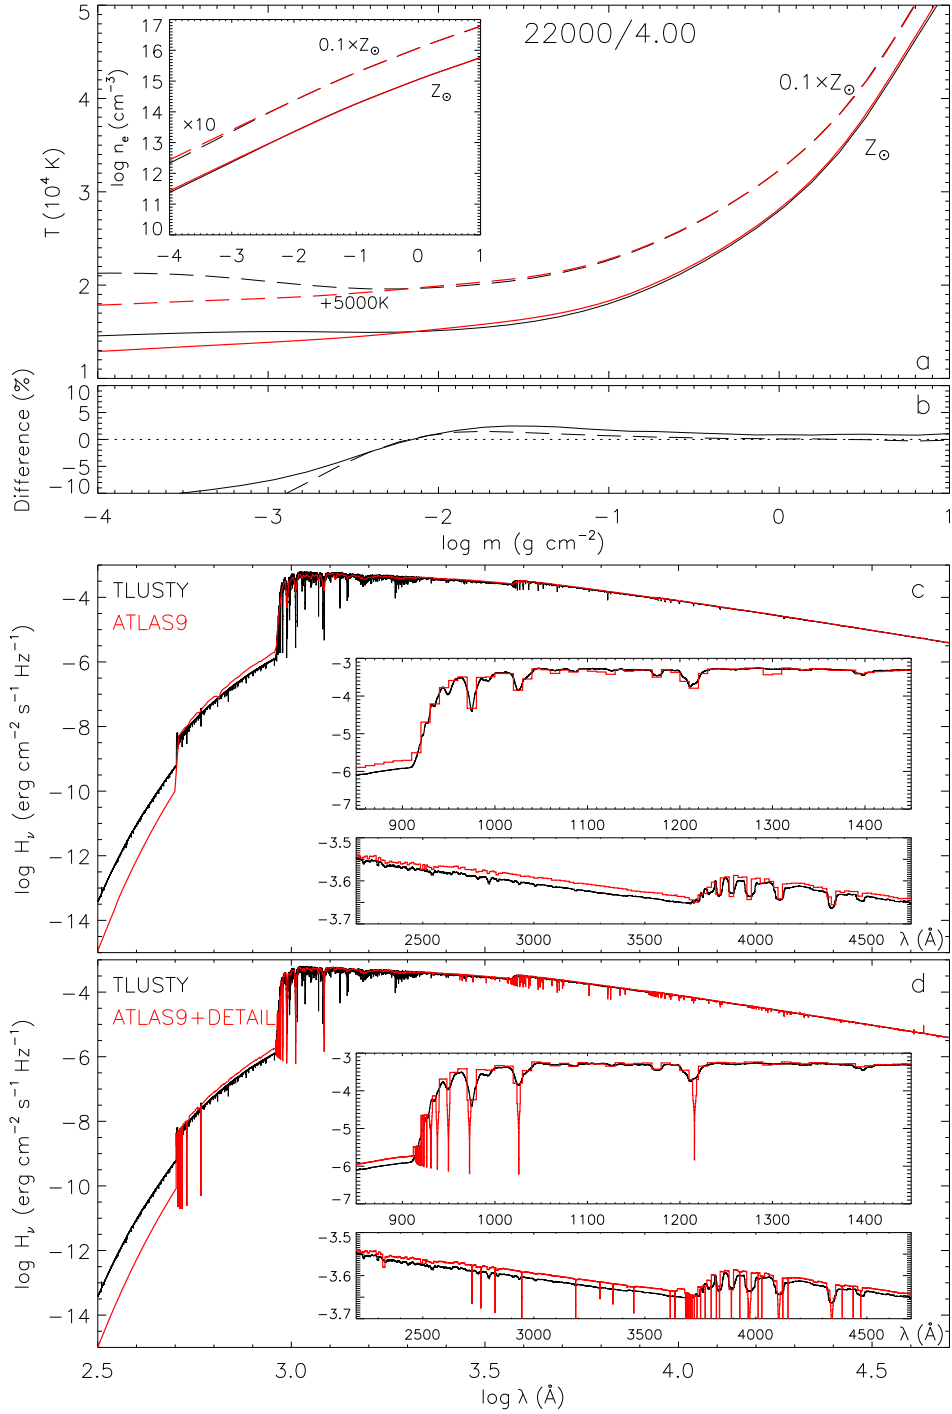 22000/4.00
T (10⁴ K)
5
4
3
2
1
log nₑ (cm⁻³)
17
16
15
14
13
12
11
10
−4 −3 −2 −1 0 1
0.1×Z☉
×10
Z☉
0.1×Z☉
Z☉
+5000K
a
Difference (%)
10
5
0
−5
−10
b
−4 −3 −2 −1 0 1
log m (g cm⁻²)
log Hν (erg cm⁻² s⁻¹ Hz⁻¹)
−4
−6
−8
−10
−12
−14
TLUSTY
ATLAS9
c
−3
−4
−5
−6
−7
900 1000 1100 1200 1300 1400
−3.5
−3.6
−3.7
2500 3000 3500 4000 4500
λ (Å)
log Hν (erg cm⁻² s⁻¹ Hz⁻¹)
−4
−6
−8
−10
−12
−14
TLUSTY
ATLAS9+DETAIL
d
−3
−4
−5
−6
−7
900 1000 1100 1200 1300 1400
−3.5
−3.6
−3.7
2500 3000 3500 4000 4500
λ (Å)
2.5 3.0 3.5 4.0 4.5
log λ (Å)